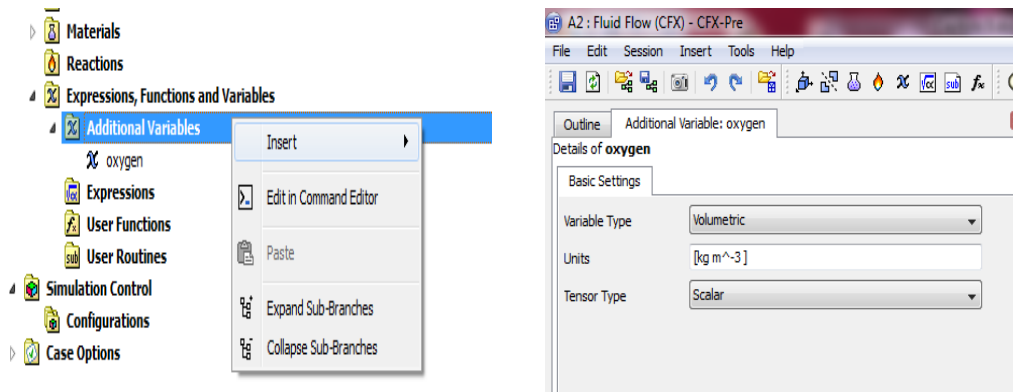 Materials
Reactions
Expressions, Functions and Variables
Additional Variables
oxygen
Expressions
User Functions
User Routines
Simulation Control
Configurations
Case Options
Insert
Edit in Command Editor
Paste
Expand Sub-Branches
Collapse Sub-Branches
A2 : Fluid Flow (CFX) - CFX-Pre
File Edit Session Insert Tools Help
Outline Additional Variable: oxygen
Details of oxygen
Basic Settings
Variable Type Volumetric
Units [kg m^-3 ]
Tensor Type Scalar